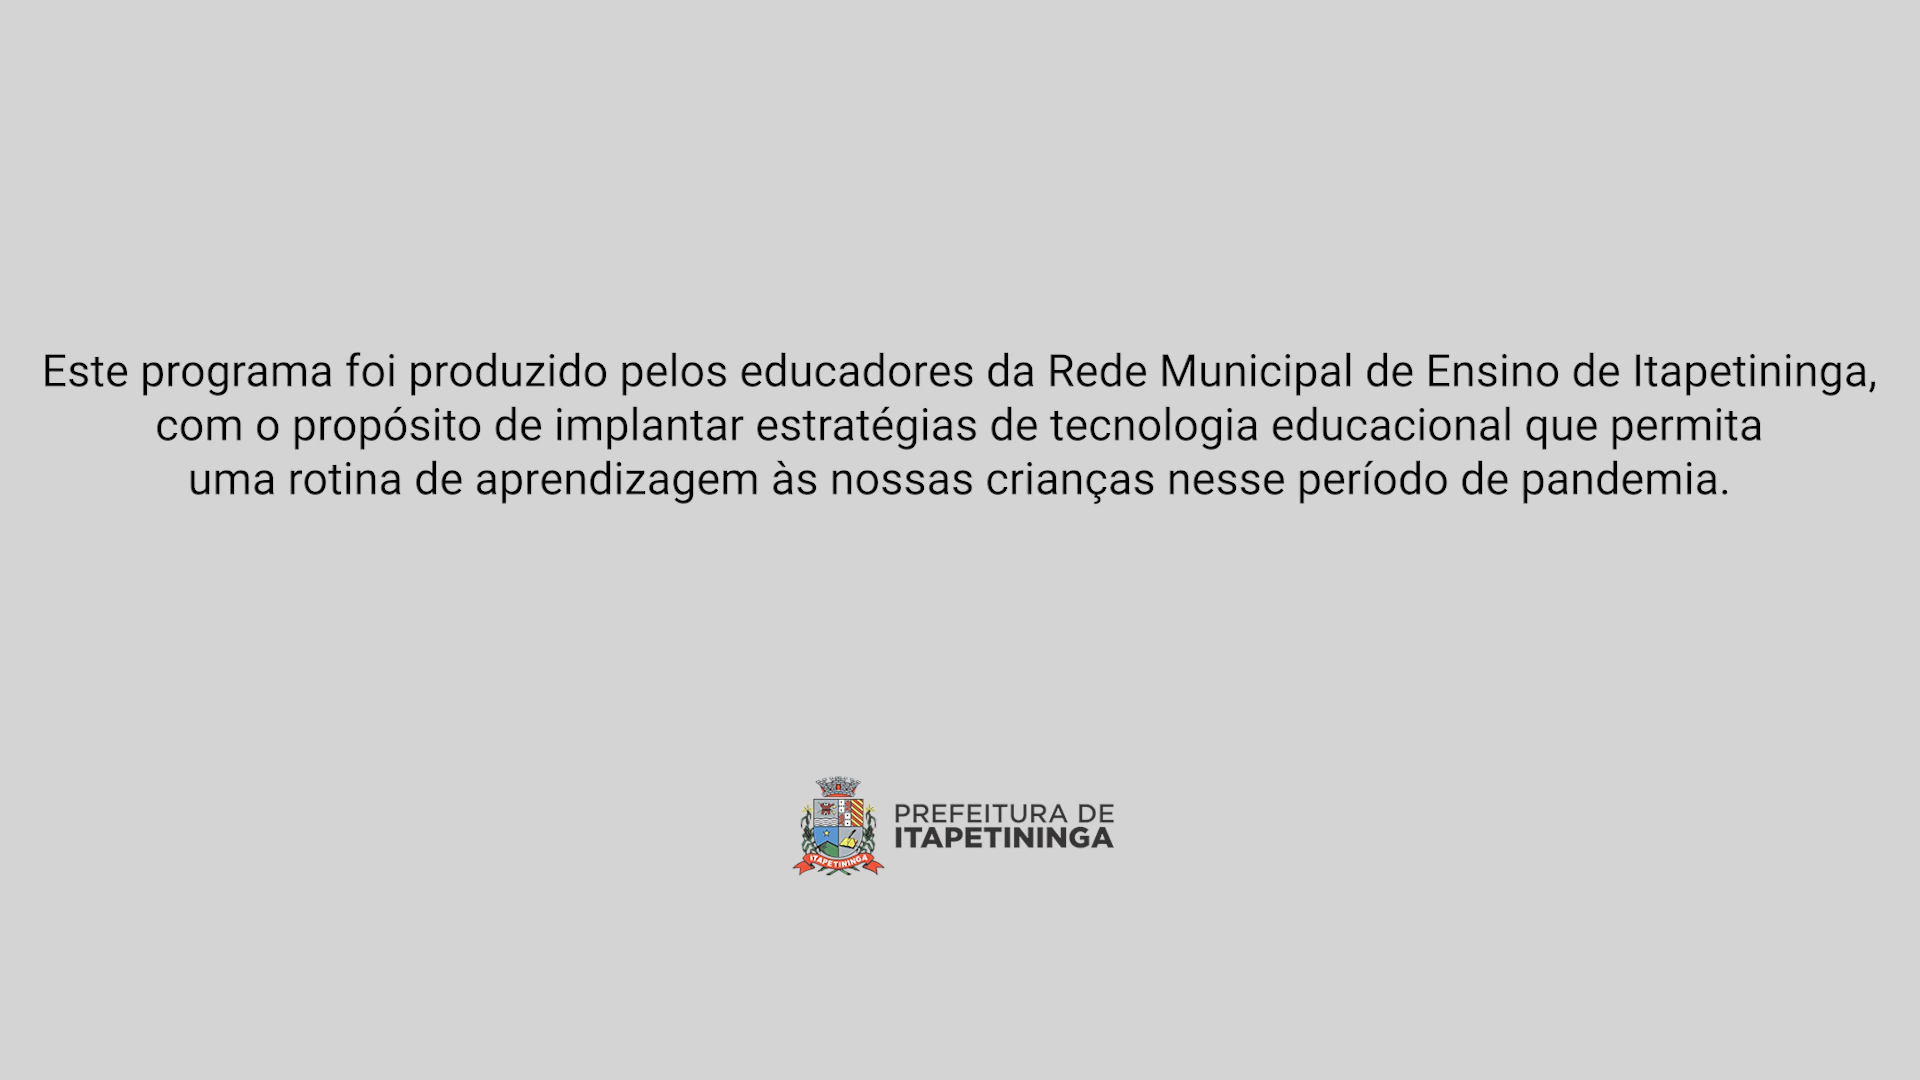 Este programa foi produzido pelos educadores da Rede Municipal de Ensino de Itapetininga,
com o propósito de implantar estratégias de tecnologia educacional que permita
uma rotina de aprendizagem às nossas crianças nesse período de pandemia.
PREFEITURA DE
ITAPETININGA
ITAPETININGA